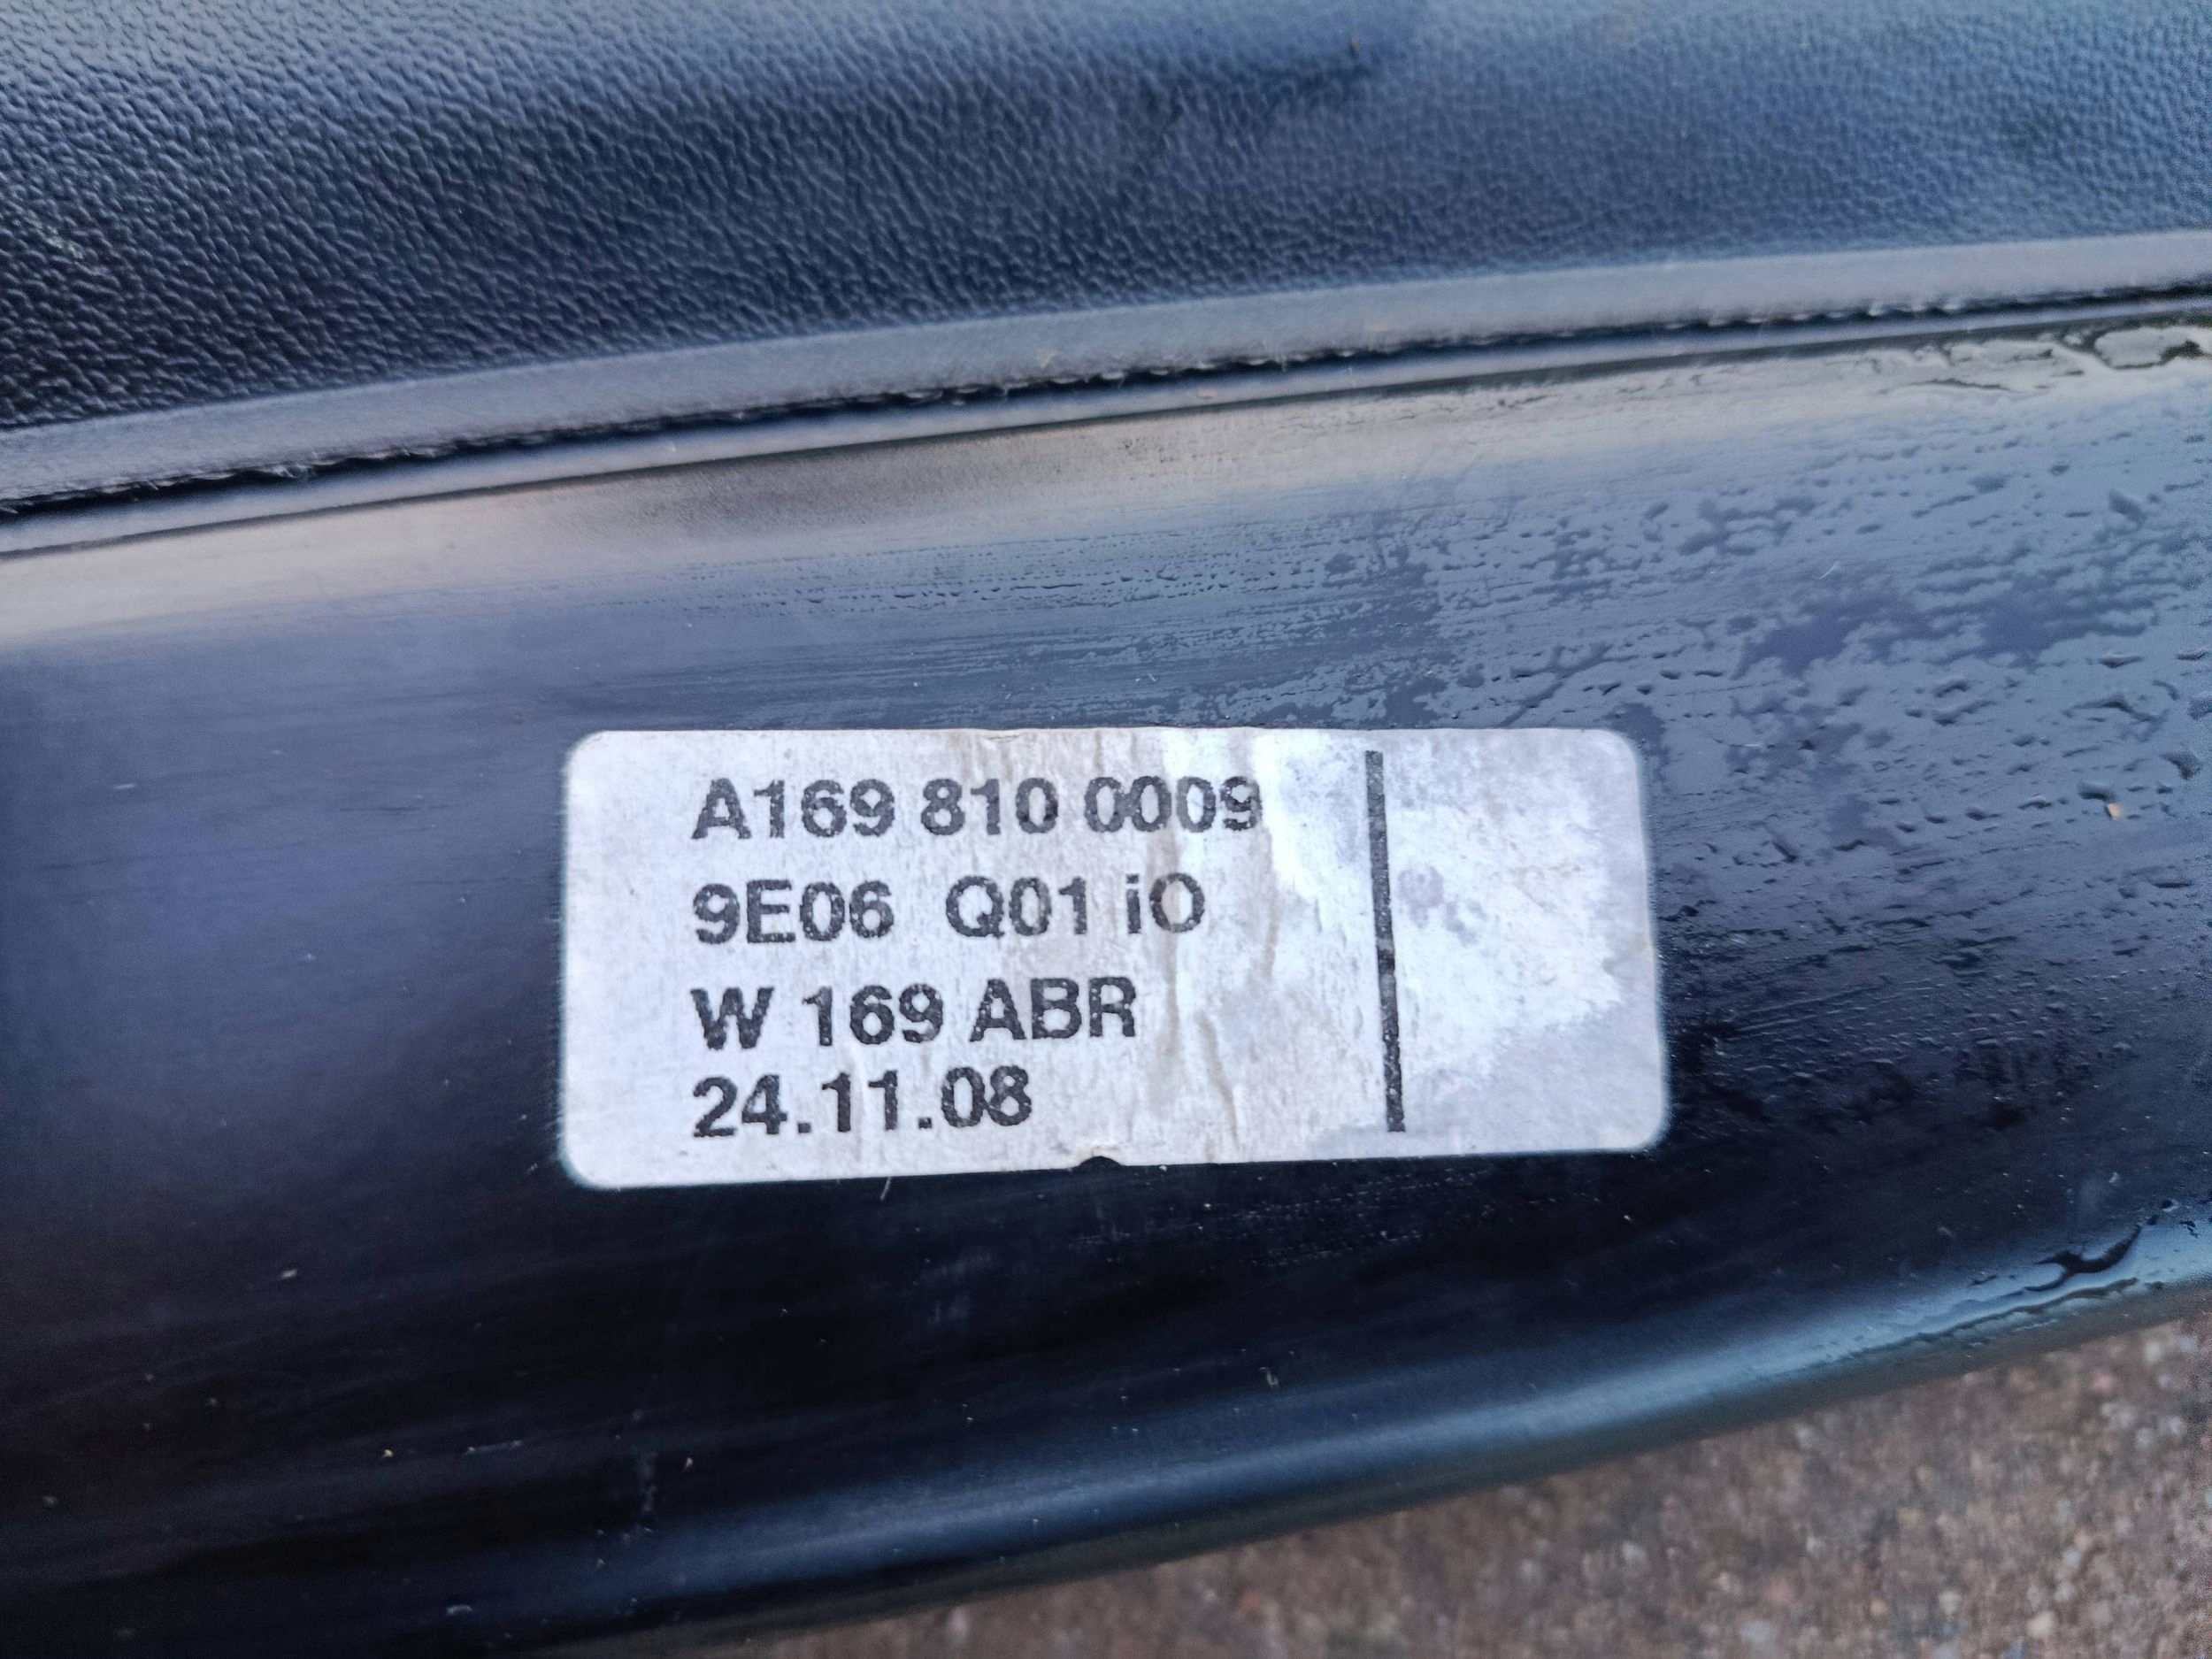 A169 810 0009
9E06 Q01 iO
W 169 ABR
24.11.08